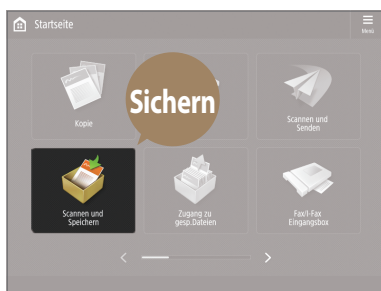 Startseite
Menü
Sichern
Kopie
Scannen und
Senden
Scannen und
Speichern
Zugang zu
gesp.Dateien
Fax/I-Fax
Eingangsbox